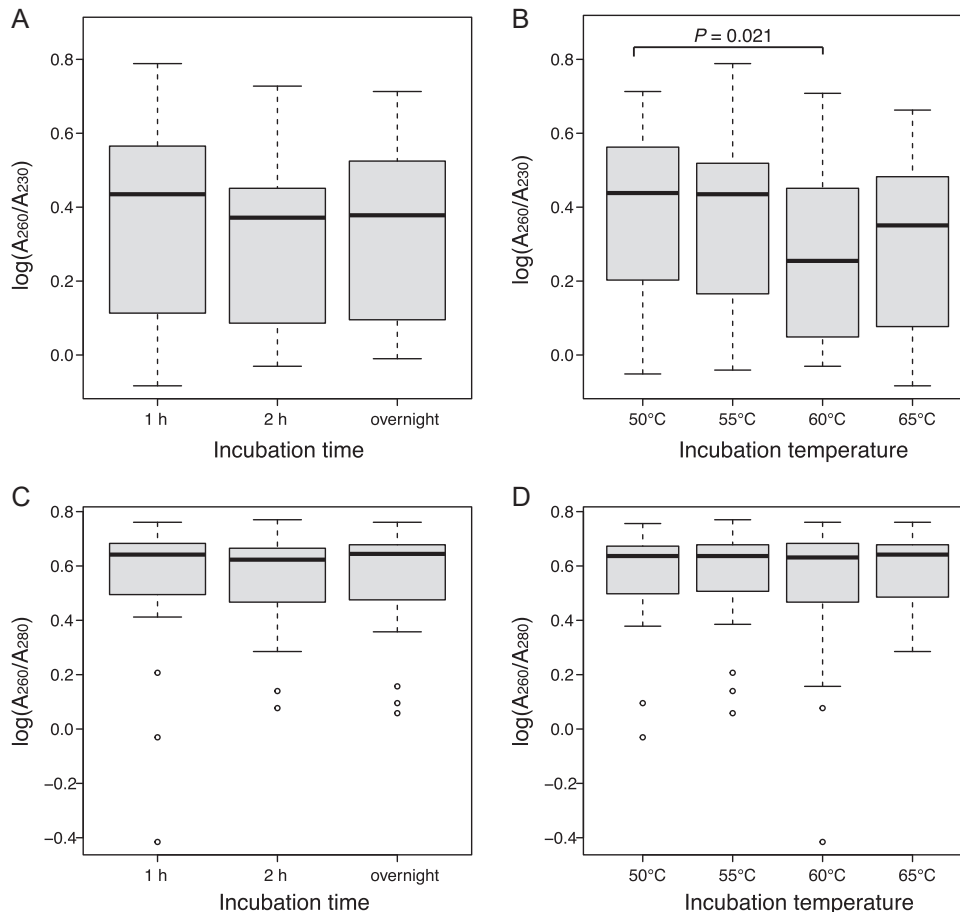 A
log(A260/A230)
0.8
0.6
0.4
0.2
0.0
1 h 2 h overnight
Incubation time
B
P = 0.021
log(A260/A230)
0.8
0.6
0.4
0.2
0.0
50°C 55°C 60°C 65°C
Incubation temperature
C
log(A260/A280)
0.8
0.6
0.4
0.2
0.0
−0.2
−0.4
1 h 2 h overnight
Incubation time
D
log(A260/A280)
0.8
0.6
0.4
0.2
0.0
−0.2
−0.4
50°C 55°C 60°C 65°C
Incubation temperature